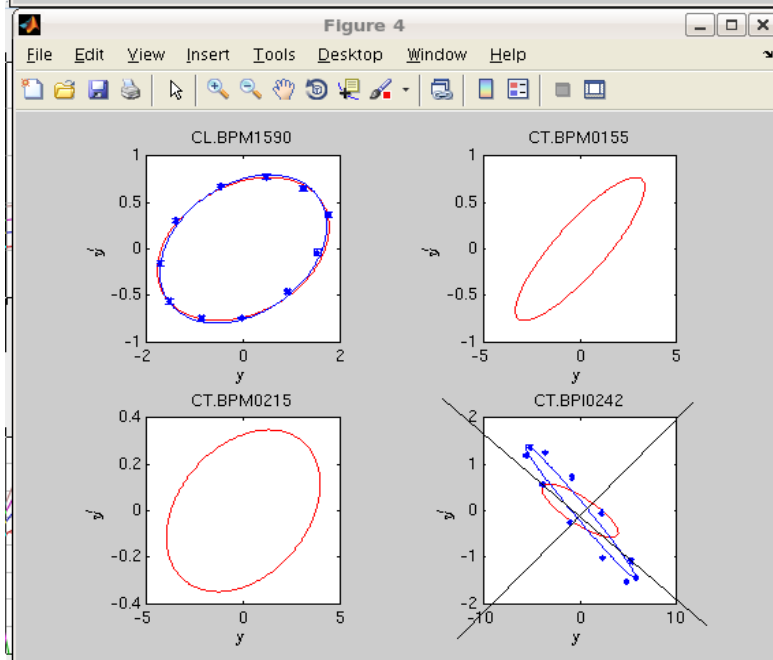 Figure 4
File Edit View Insert Tools Desktop Window Help
CL.BPM1590
1
0.5
0
-0.5
-1
-2 0 2
y
y'
CT.BPM0155
1
0.5
0
-0.5
-1
-5 0 5
y
y'
CT.BPM0215
0.4
0.2
0
-0.2
-0.4
-5 0 5
y
y'
CT.BPI0242
2
1
0
-1
-2
-10 0 10
y
y'